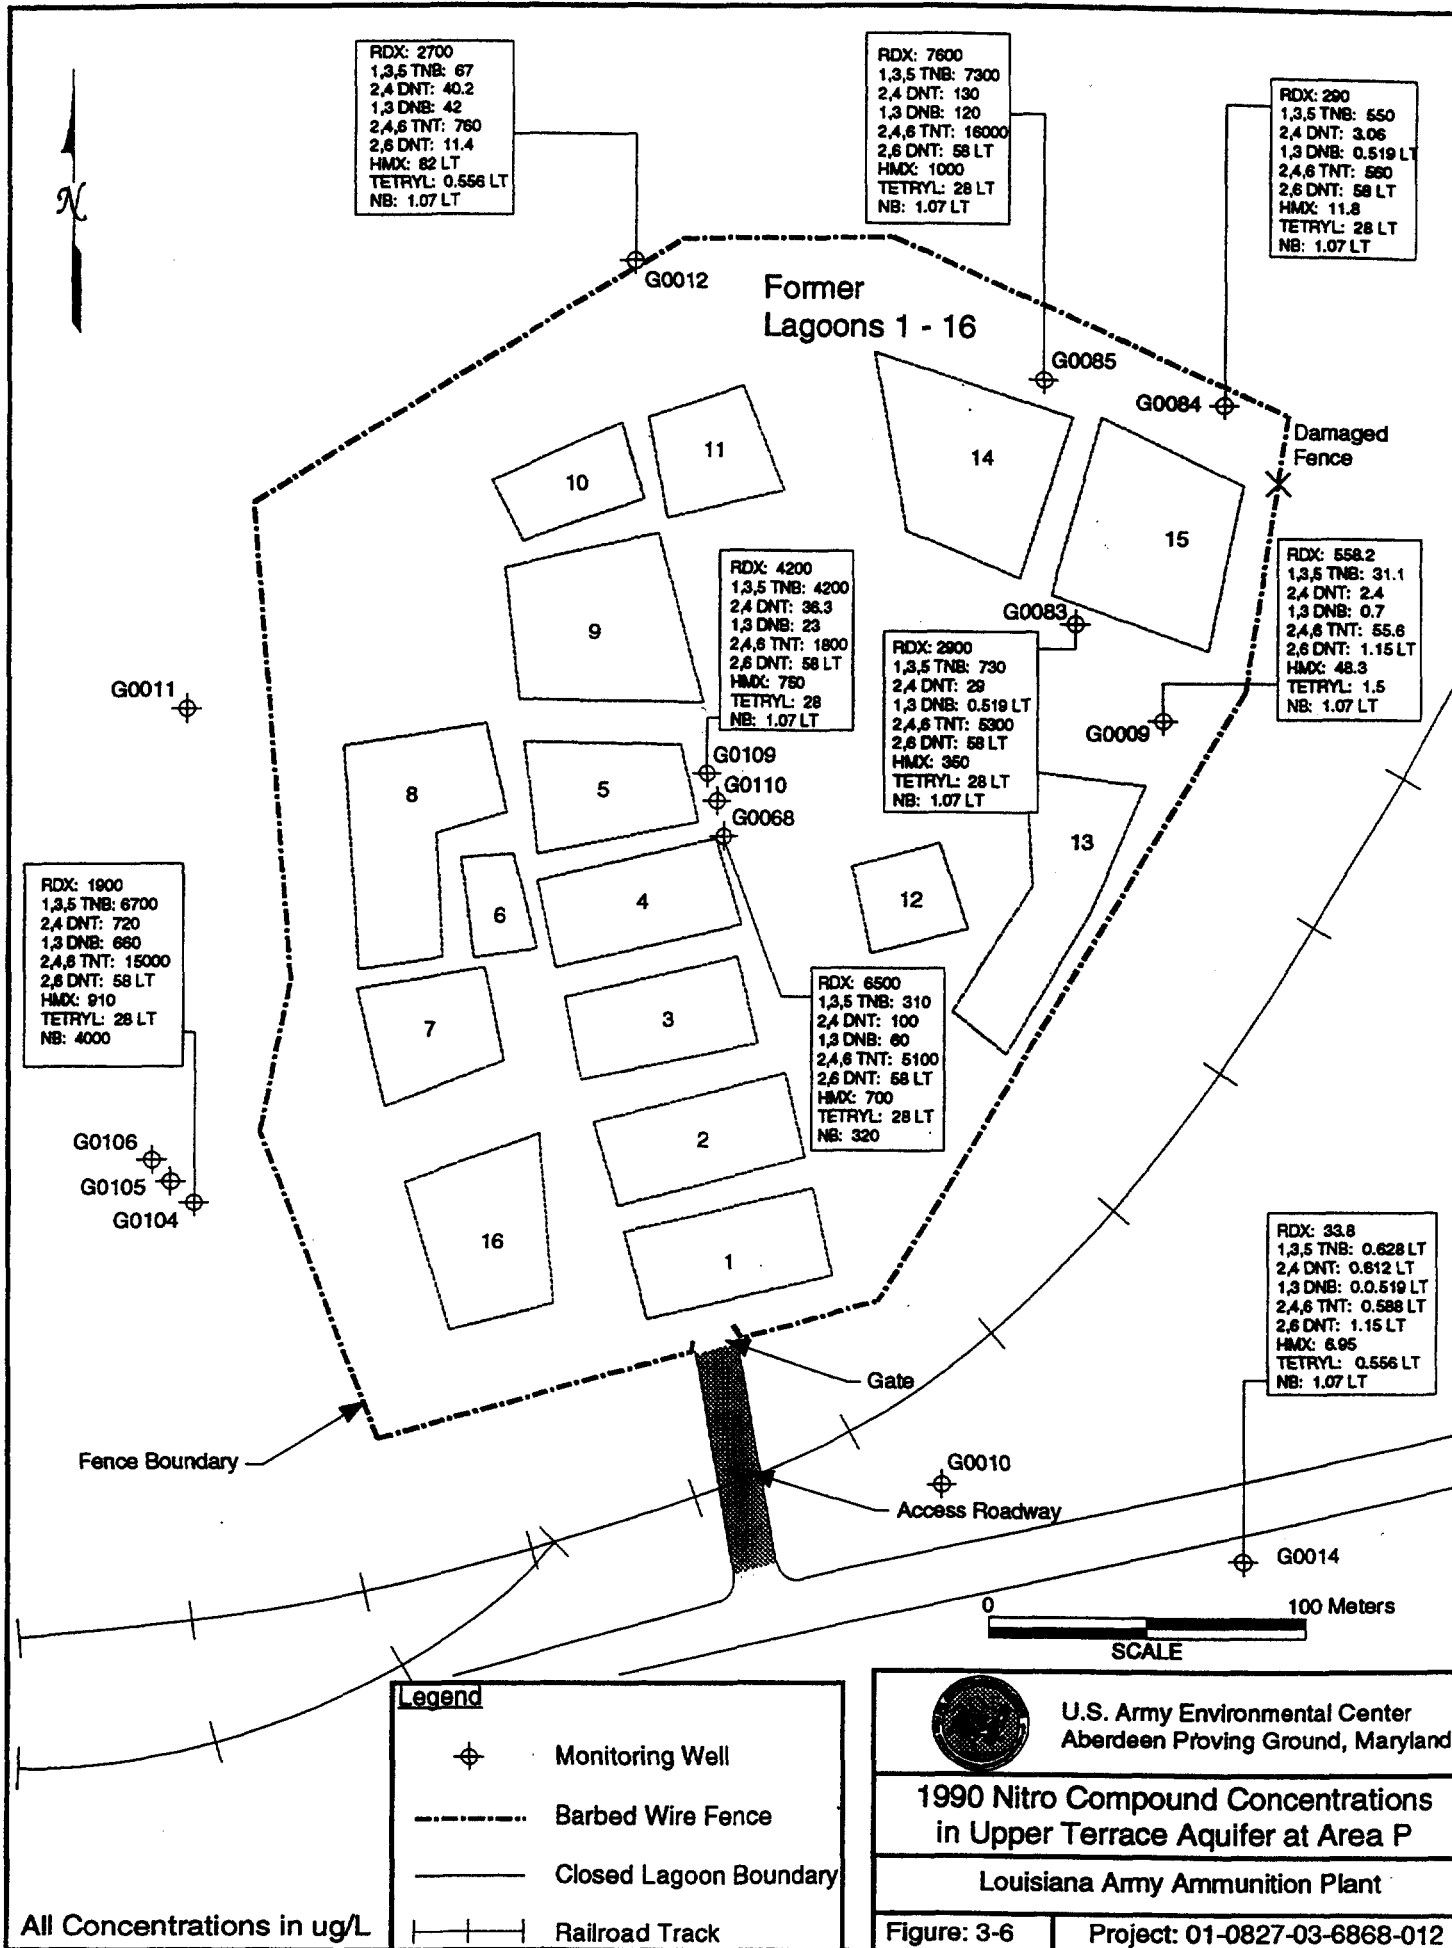 RDX: 2700
1,3,5 TNB: 67
2,4 DNT: 40.2
1,3 DNB: 42
2,4,6 TNT: 760
2,6 DNT: 11.4
HMX: 82 LT
TETRYL: 0.556 LT
NB: 1.07 LT
RDX: 7600
1,3,5 TNB: 7300
2,4 DNT: 130
1,3 DNB: 120
2,4,6 TNT: 16000
2,6 DNT: 58 LT
HMX: 1000
TETRYL: 28 LT
NB: 1.07 LT
RDX: 290
1,3,5 TNB: 550
2,4 DNT: 3.06
1,3 DNB: 0.519 LT
2,4,6 TNT: 560
2,6 DNT: 58 LT
HMX: 11.8
TETRYL: 28 LT
NB: 1.07 LT
N
G0012
Former
Lagoons 1 - 16
G0085
G0084
Damaged
Fence
11
10
14
15
9
RDX: 4200
1,3,5 TNB: 4200
2,4 DNT: 36.3
1,3 DNB: 23
2,4,6 TNT: 1800
2,6 DNT: 58 LT
HMX: 750
TETRYL: 28
NB: 1.07 LT
G0083
RDX: 2900
1,3,5 TNB: 730
2,4 DNT: 29
1,3 DNB: 0.519 LT
2,4,6 TNT: 5300
2,6 DNT: 58 LT
HMX: 350
TETRYL: 28 LT
NB: 1.07 LT
RDX: 558.2
1,3,5 TNB: 31.1
2,4 DNT: 2.4
1,3 DNB: 0.7
2,4,6 TNT: 55.6
2,6 DNT: 1.15 LT
HMX: 48.3
TETRYL: 1.5
NB: 1.07 LT
G0011
G0009
G0109
G0110
G0068
8
5
13
6
4
12
RDX: 1900
1,3,5 TNB: 6700
2,4 DNT: 720
1,3 DNB: 660
2,4,6 TNT: 15000
2,6 DNT: 58 LT
HMX: 910
TETRYL: 28 LT
NB: 4000
7
3
RDX: 6500
1,3,5 TNB: 310
2,4 DNT: 100
1,3 DNB: 60
2,4,6 TNT: 5100
2,6 DNT: 58 LT
HMX: 700
TETRYL: 28 LT
NB: 320
G0106
G0105
G0104
2
16
1
RDX: 33.8
1,3,5 TNB: 0.628 LT
2,4 DNT: 0.612 LT
1,3 DNB: 0.0.519 LT
2,4,6 TNT: 0.588 LT
2,6 DNT: 1.15 LT
HMX: 6.95
TETRYL: 0.556 LT
NB: 1.07 LT
Gate
Fence Boundary
G0010
Access Roadway
G0014
0 100 Meters
SCALE
Legend
Monitoring Well
Barbed Wire Fence
Closed Lagoon Boundary
Railroad Track
All Concentrations in ug/L
U.S. Army Environmental Center
Aberdeen Proving Ground, Maryland
1990 Nitro Compound Concentrations
in Upper Terrace Aquifer at Area P
Louisiana Army Ammunition Plant
Figure: 3-6
Project: 01-0827-03-6868-012